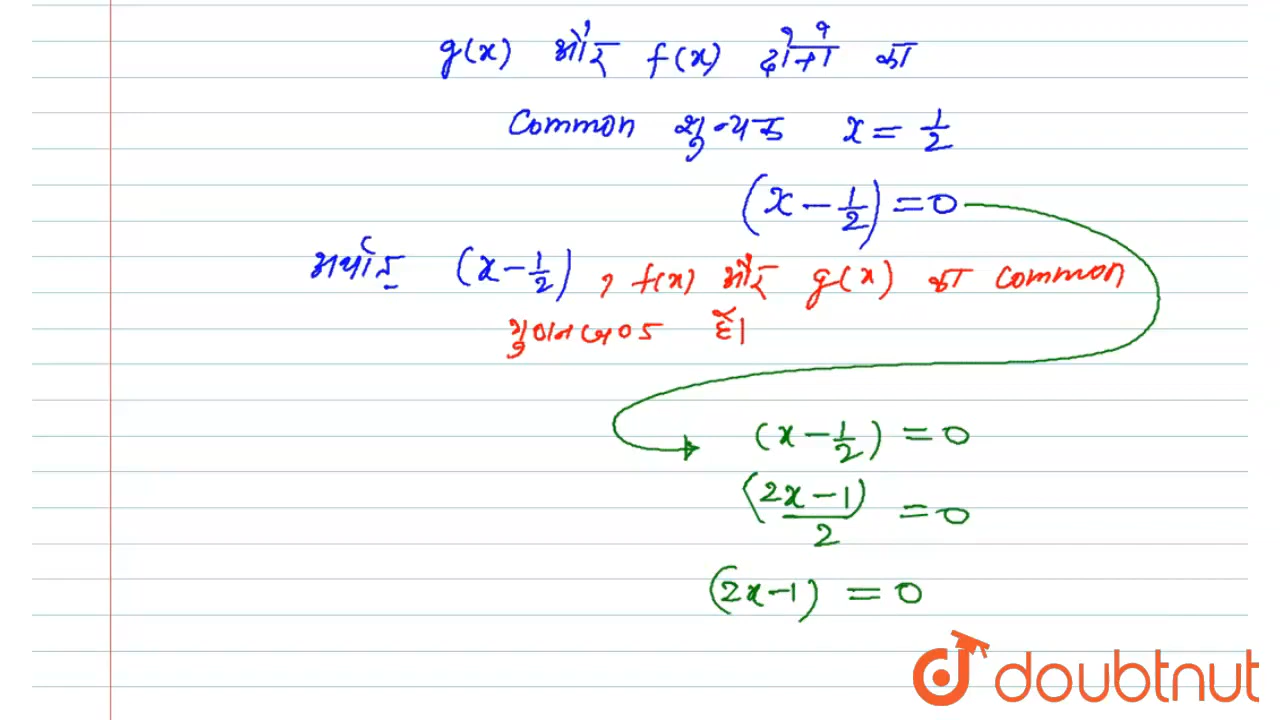 g(x) और f(x) दोनों का
Common शून्यक x = 1/2
(x - 1/2) = 0
अर्थात (x - 1/2), f(x) और g(x) का common
गुणनखण्ड है।
(x - 1/2) = 0
(2x - 1)/2 = 0
(2x - 1) = 0
doubtnut